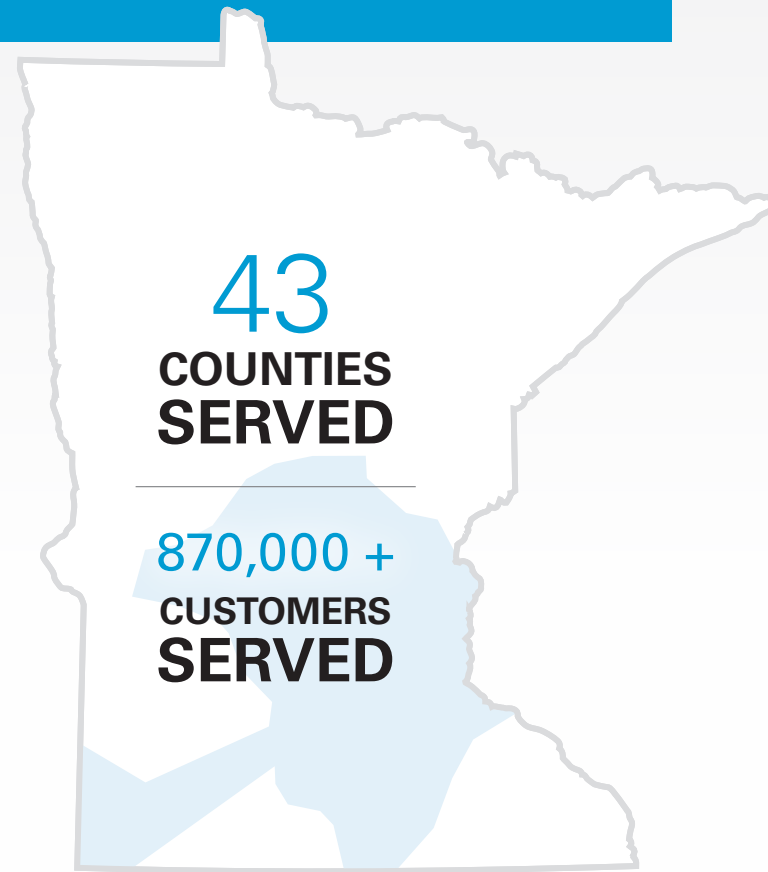 43
COUNTIES
SERVED
870,000 +
CUSTOMERS
SERVED